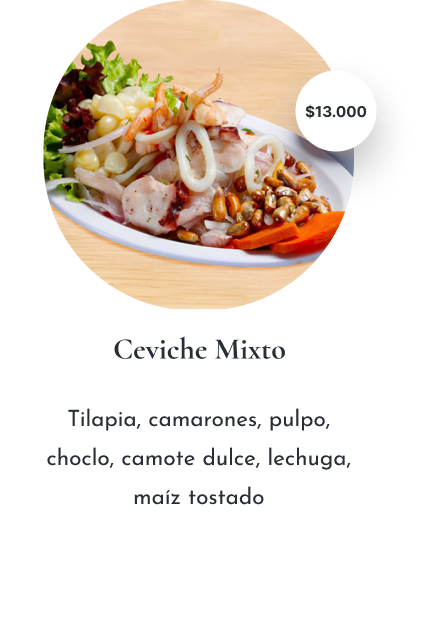 $13.000
Ceviche Mixto
Tilapia, camarones, pulpo,
choclo, camote dulce, lechuga,
maíz tostado